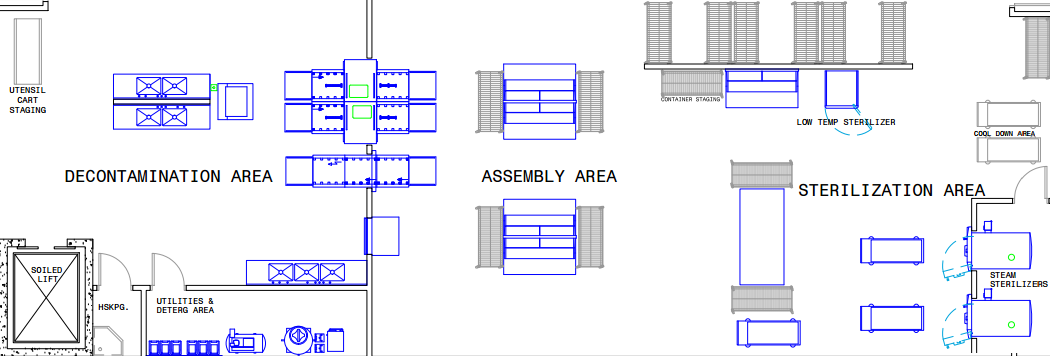 UTENSIL
CART
STAGING
DECONTAMINATION AREA
ASSEMBLY AREA
CONTAINER STAGING
LOW TEMP STERILIZER
COOL DOWN AREA
STERILIZATION AREA
SOILED
LIFT
HSKPG.
UTILITIES &
DETERG AREA
STEAM
STERILIZERS